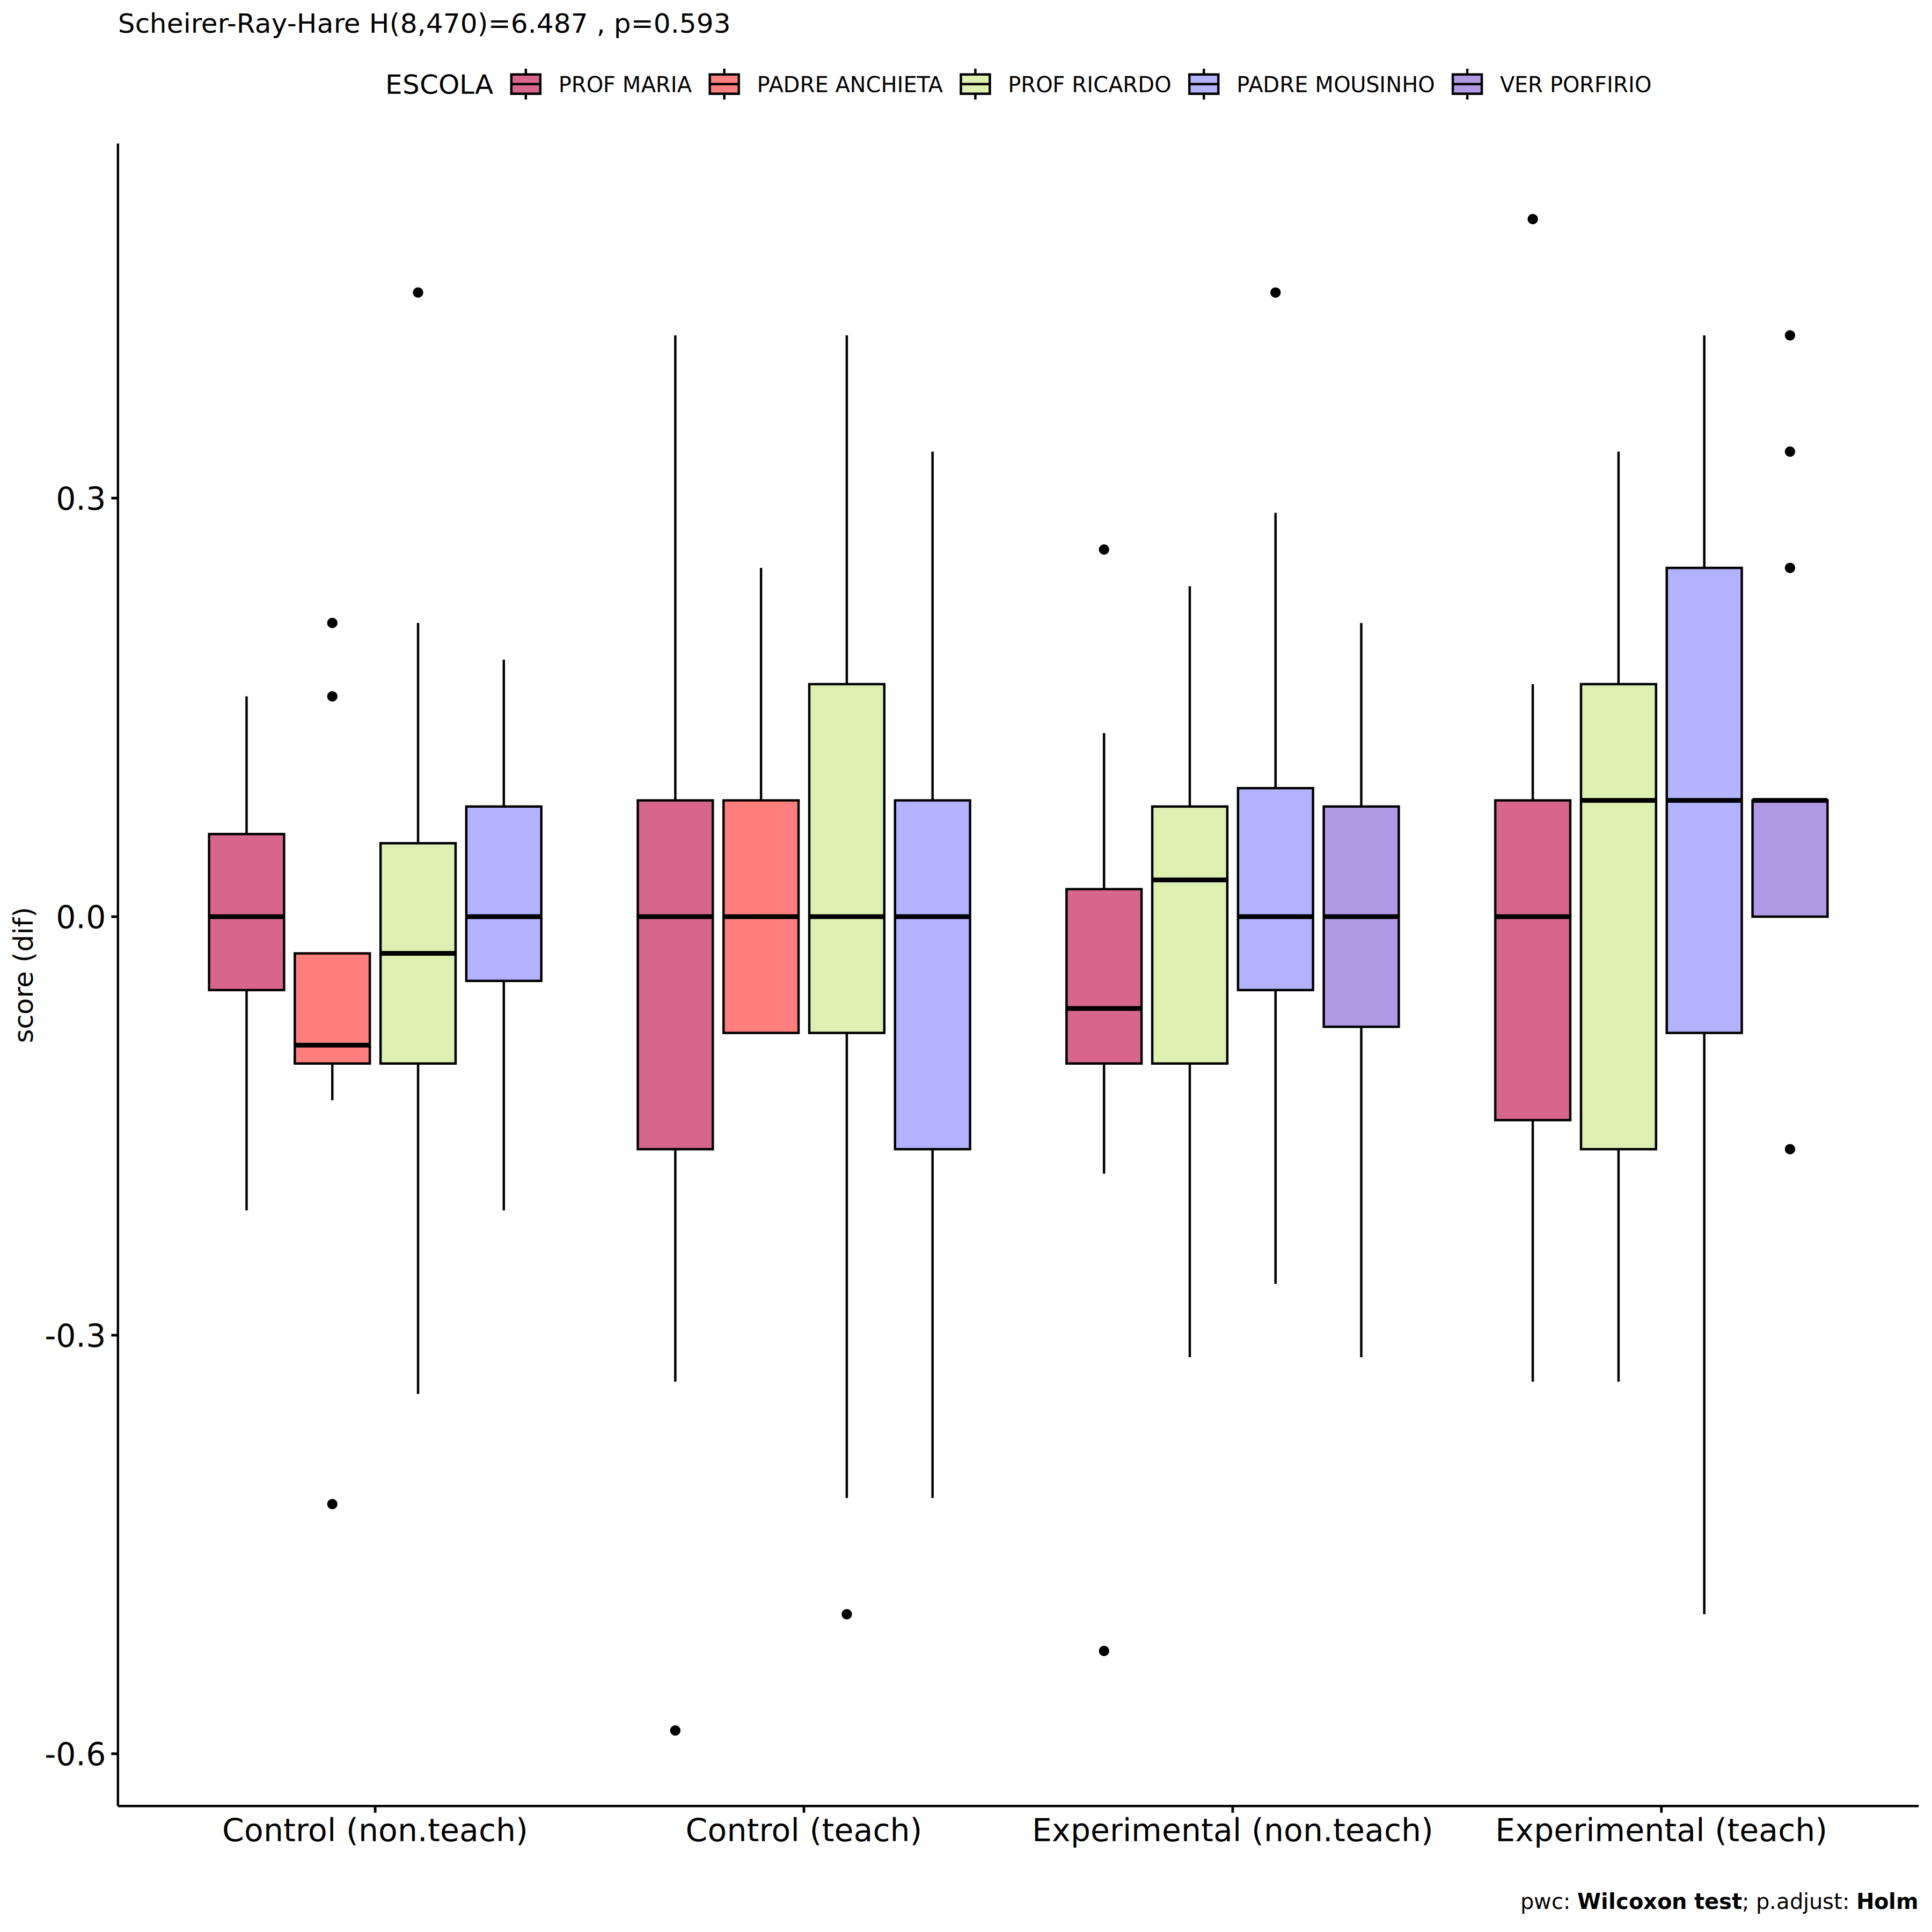 Scheirer-Ray-Hare H(8,470)=6.487 , p=0.593
ESCOLA PROF MARIA PADRE ANCHIETA PROF RICARDO PADRE MOUSINHO VER PORFIRIO
score (dif)
0.3
0.0
-0.3
-0.6
Control (non.teach) Control (teach) Experimental (non.teach) Experimental (teach)
pwc: Wilcoxon test; p.adjust: Holm